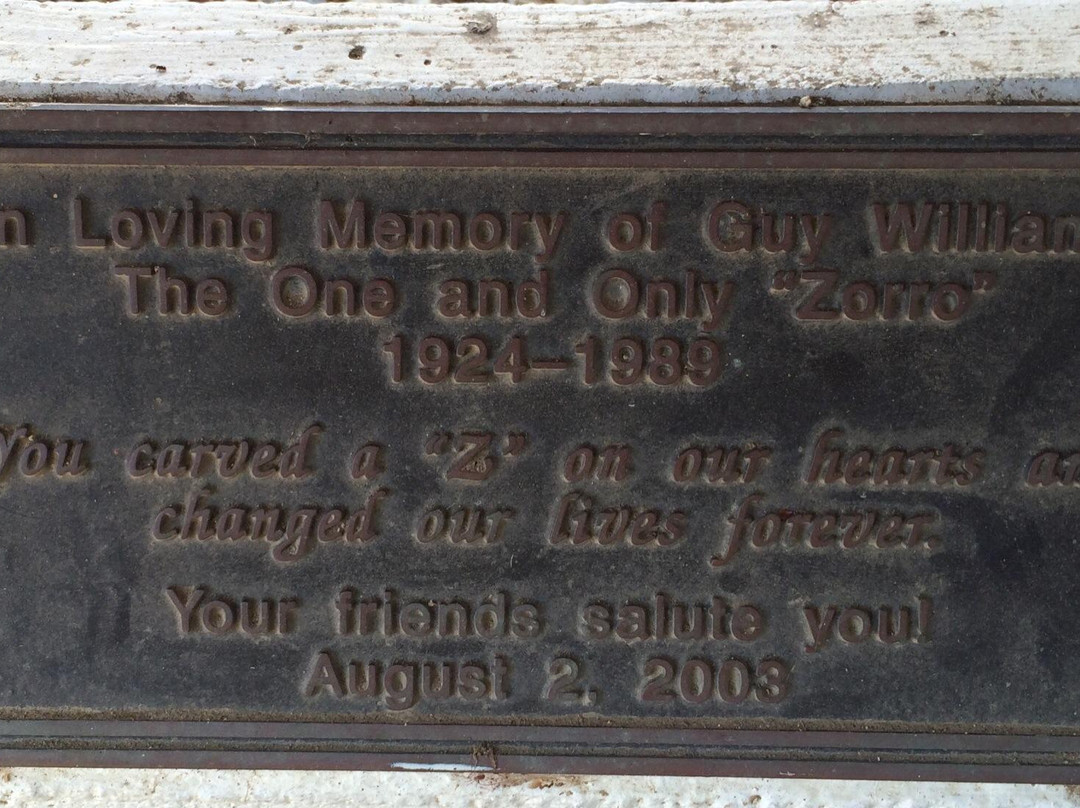 n Loving Memory of Guy Willian
The One and Only "Zorro"
1924–1989
You carved a "Z" on our hearts an
changed our lives forever.
Your friends salute you!
August 2, 2003